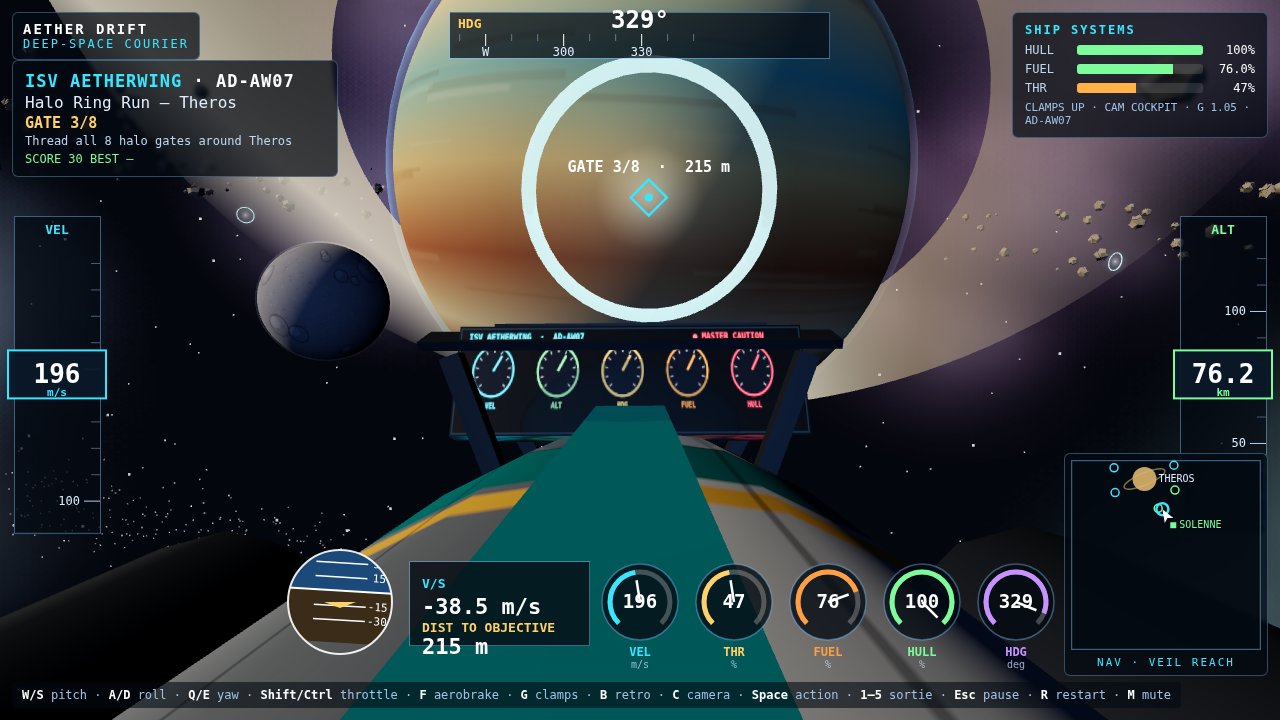 AETHER DRIFT
DEEP-SPACE COURIER
ISV AETHERWING · AD-AW07
Halo Ring Run — Theros
GATE 3/8
Thread all 8 halo gates around Theros
SCORE 30 BEST —
HDG
329°
W 300 330
SHIP SYSTEMS
HULL 100%
FUEL 76.0%
THR 47%
CLAMPS UP · CAM COCKPIT · G 1.05 ·
AD-AW07
GATE 3/8 · 215 m
VEL
196
m/s
100
ALT
100
76.2
km
50
ISV AETHERWING · AD-AW07
● MASTER CAUTION
VEL
ALT
HDG
FUEL
HULL
THEROS
SOLENNE
NAV · VEIL REACH
15
-15
-30
V/S
-38.5 m/s
DIST TO OBJECTIVE
215 m
196
VEL
m/s
47
THR
%
76
FUEL
%
100
HULL
%
329
HDG
deg
W/S pitch · A/D roll · Q/E yaw · Shift/Ctrl throttle · F aerobrake · G clamps · B retro · C camera · Space action · 1–5 sortie · Esc pause · R restart · M mute